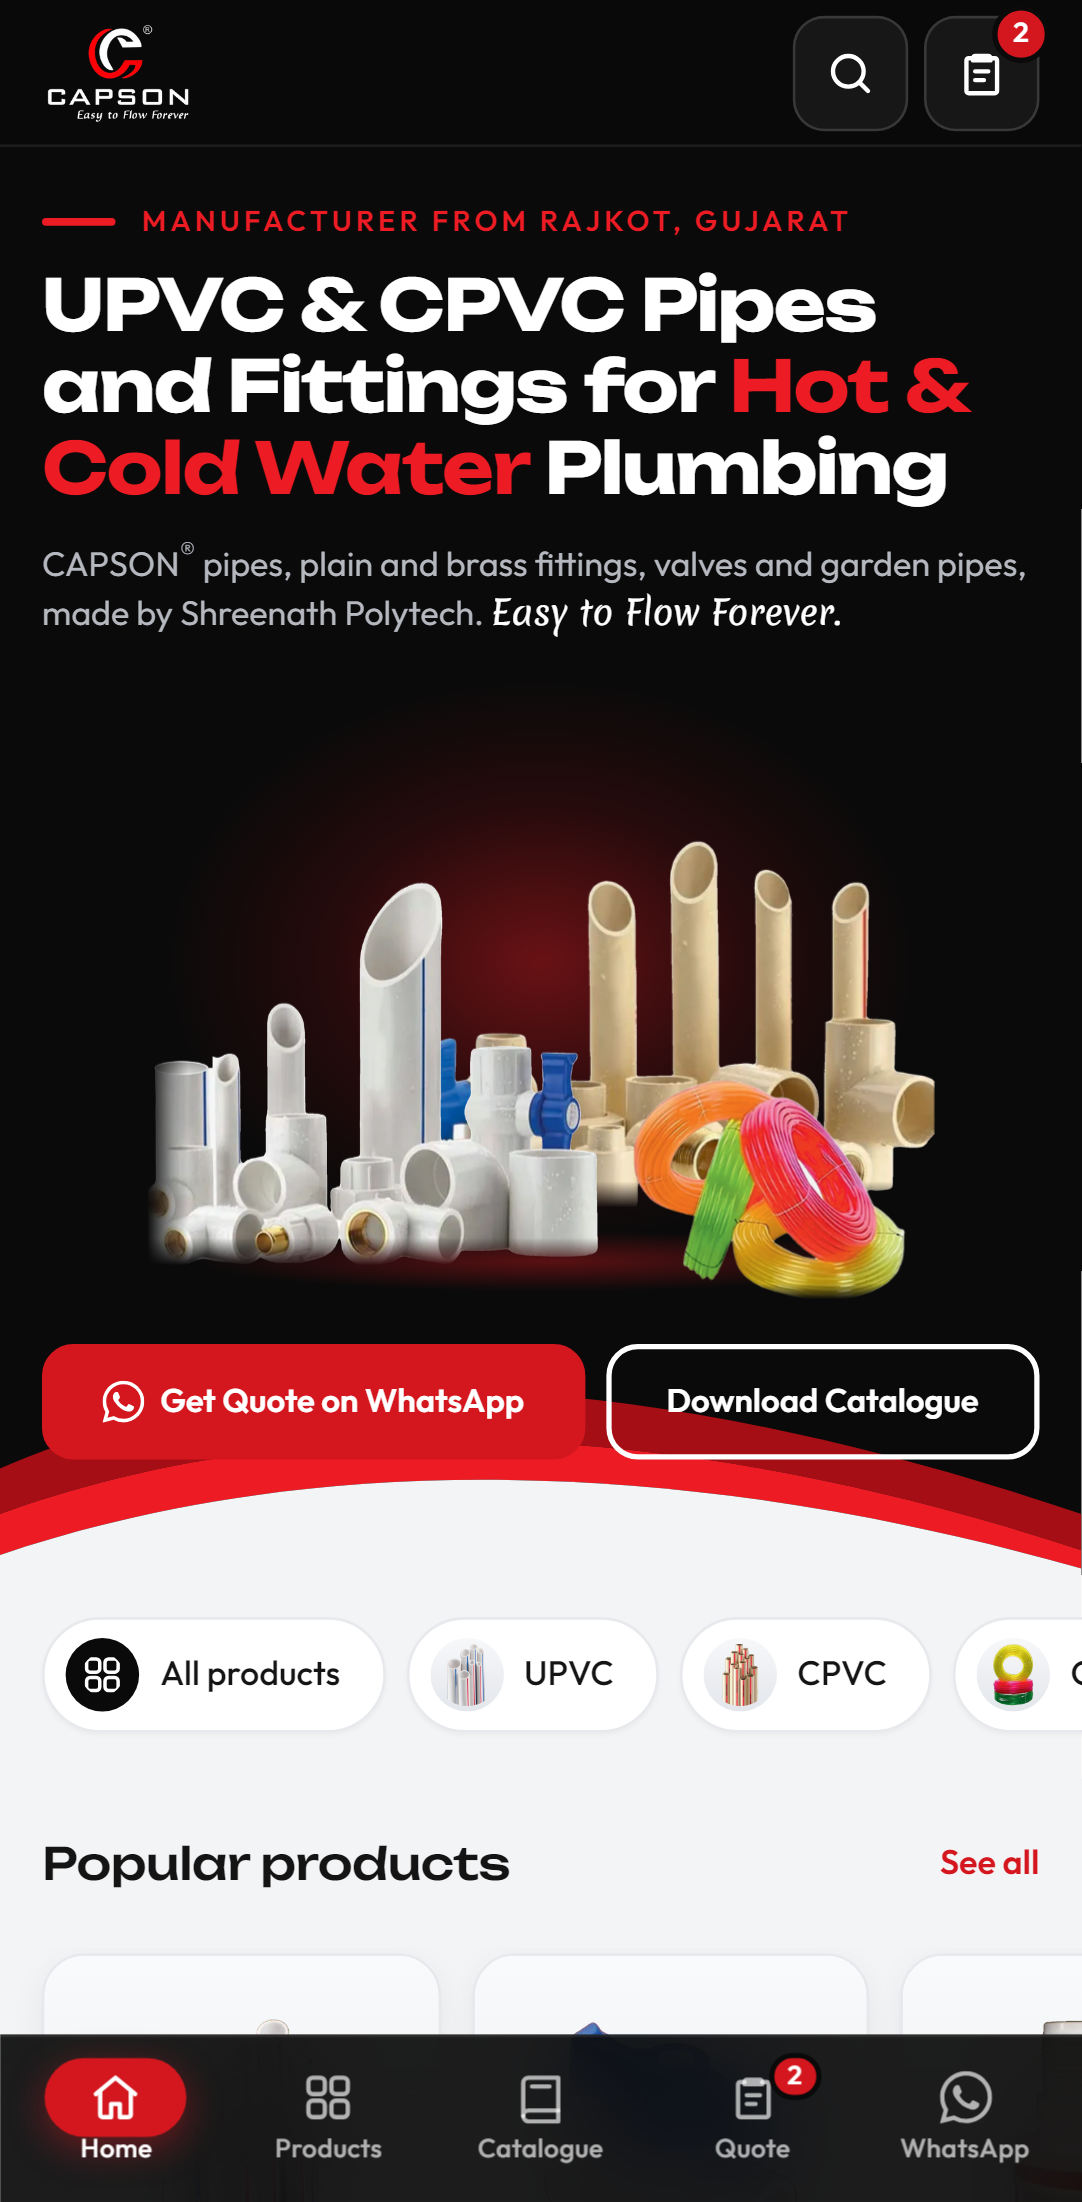 CAPSON®
Easy to Flow Forever
2
MANUFACTURER FROM RAJKOT, GUJARAT
UPVC & CPVC Pipes
and Fittings for Hot &
Cold Water Plumbing
CAPSON® pipes, plain and brass fittings, valves and garden pipes,
made by Shreenath Polytech. Easy to Flow Forever.
Get Quote on WhatsApp
Download Catalogue
All products
UPVC
CPVC
Popular products
See all
2
Home
Products
Catalogue
Quote
WhatsApp